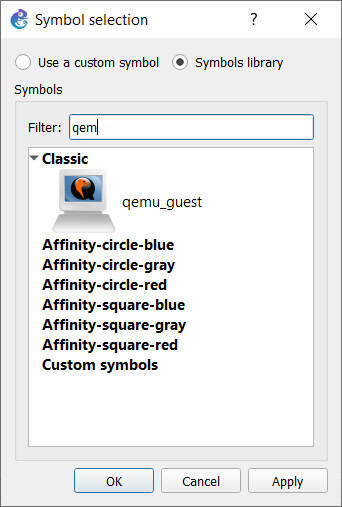 Symbol selection
?
Use a custom symbol
Symbols library
Symbols
Filter: qem
Classic
qemu_guest
Affinity-circle-blue
Affinity-circle-gray
Affinity-circle-red
Affinity-square-blue
Affinity-square-gray
Affinity-square-red
Custom symbols
OK Cancel Apply